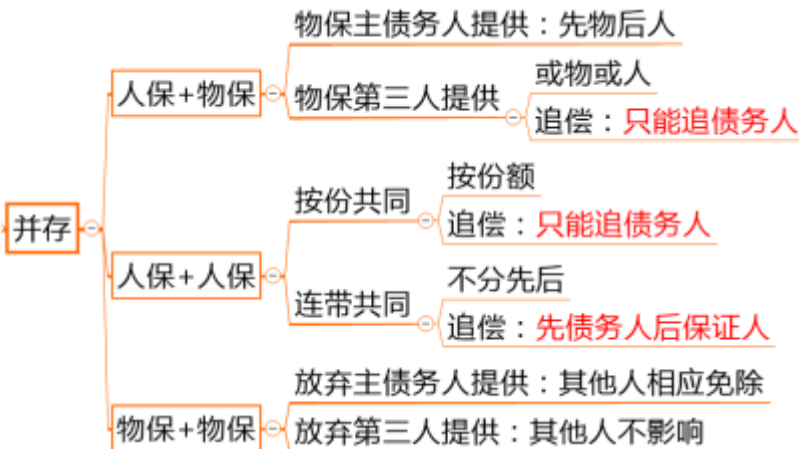 并存
人保+物保
物保主债务人提供：先物后人
物保第三人提供
或物或人
追偿：只能追债务人
人保+人保
按份共同
按份额
追偿：只能追债务人
连带共同
不分先后
追偿：先债务人后保证人
物保+物保
放弃主债务人提供：其他人相应免除
放弃第三人提供：其他人不影响